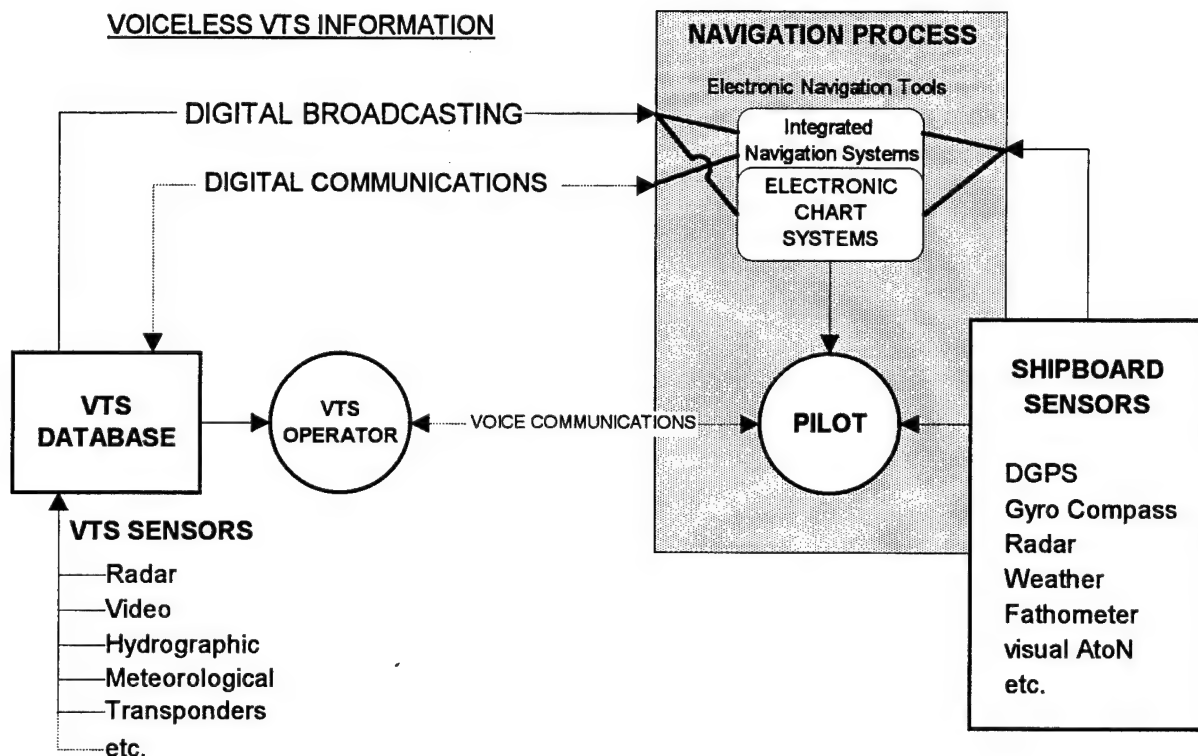 VOICELESS VTS INFORMATION
NAVIGATION PROCESS
Electronic Navigation Tools
DIGITAL BROADCASTING
Integrated
Navigation Systems
DIGITAL COMMUNICATIONS
ELECTRONIC
CHART
SYSTEMS
VTS
DATABASE
VTS
OPERATOR
VOICE COMMUNICATIONS
PILOT
SHIPBOARD
SENSORS
DGPS
Gyro Compass
Radar
Weather
Fathometer
visual AtoN
etc.
VTS SENSORS
Radar
Video
Hydrographic
Meteorological
Transponders
etc.